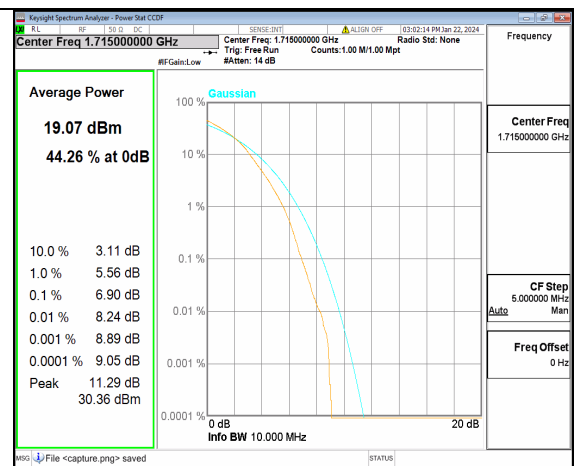 Keysight Spectrum Analyzer - Power Stat CCDF
RL RF 50 Ω DC SENSE:INT ALIGN OFF 03:02:14 PM Jan 22, 2024
Center Freq 1.715000000 GHz
Center Freq: 1.715000000 GHz Radio Std: None
Trig: Free Run Counts:1.00 M/1.00 Mpt
#IFGain:Low #Atten: 14 dB
Frequency
Average Power
19.07 dBm
44.26 % at 0dB
10.0 % 3.11 dB
1.0 % 5.56 dB
0.1 % 6.90 dB
0.01 % 8.24 dB
0.001 % 8.89 dB
0.0001 % 9.05 dB
Peak 11.29 dB
30.36 dBm
Gaussian
100 %
10 %
1 %
0.1 %
0.01 %
0.001 %
0.0001 %
0 dB 20 dB
Info BW 10.000 MHz
Center Freq
1.715000000 GHz
CF Step
5.000000 MHz
Auto Man
Freq Offset
0 Hz
MSG File <capture.png> saved STATUS